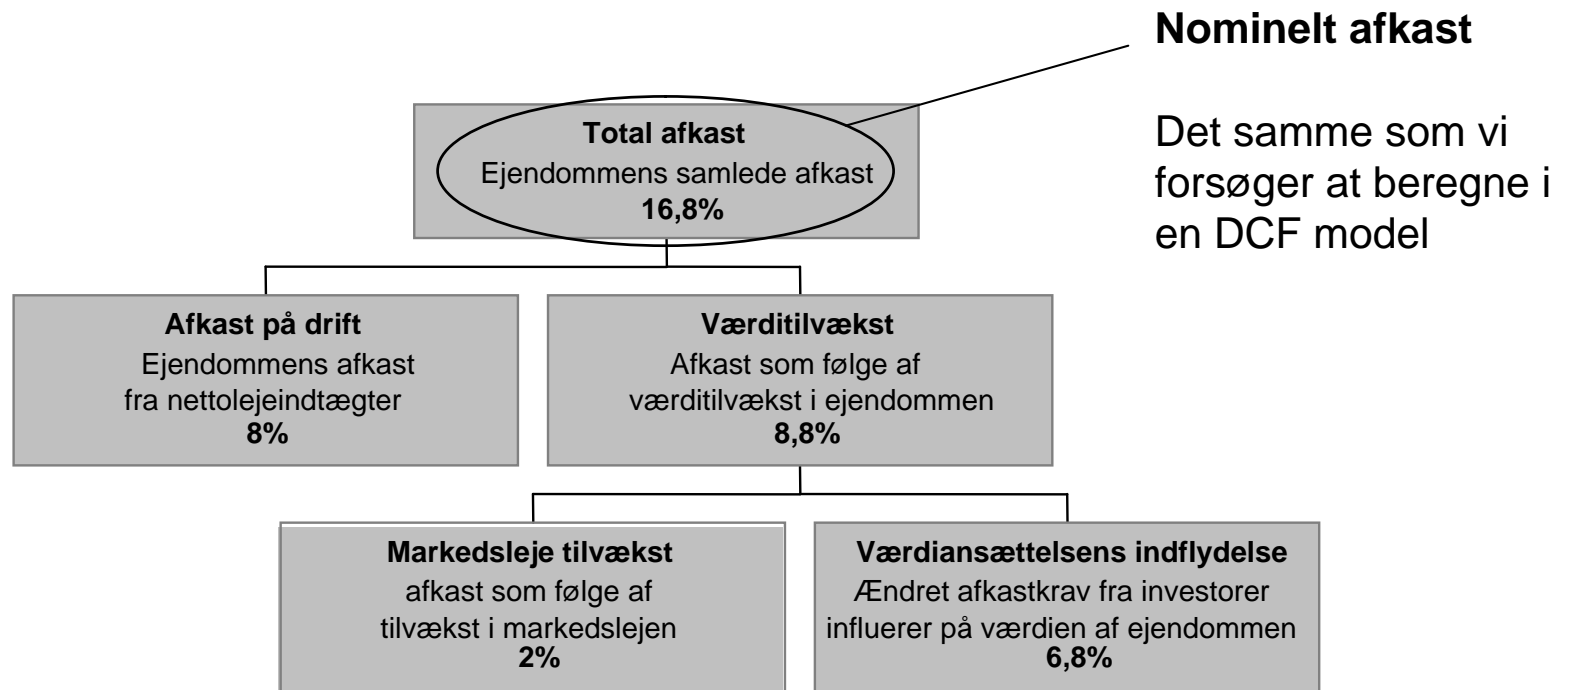 Nominelt afkast
Det samme som vi
forsøger at beregne i
en DCF model
Total afkast
Ejendommens samlede afkast
16,8%
Afkast på drift
Ejendommens afkast
fra nettolejeindtægter
8%
Værditilvækst
Afkast som følge af
værditilvækst i ejendommen
8,8%
Markedsleje tilvækst
afkast som følge af
tilvækst i markedslejen
2%
Værdiansættelsens indflydelse
Ændret afkastkrav fra investorer
influerer på værdien af ejendommen
6,8%